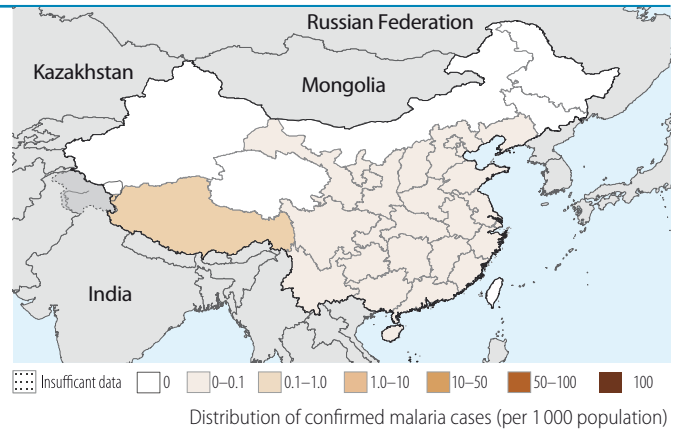 Russian Federation
Kazakhstan
Mongolia
India
Insufficant data 0 0–0.1 0.1–1.0 1.0–10 10–50 50–100 100
Distribution of confirmed malaria cases (per 1 000 population)